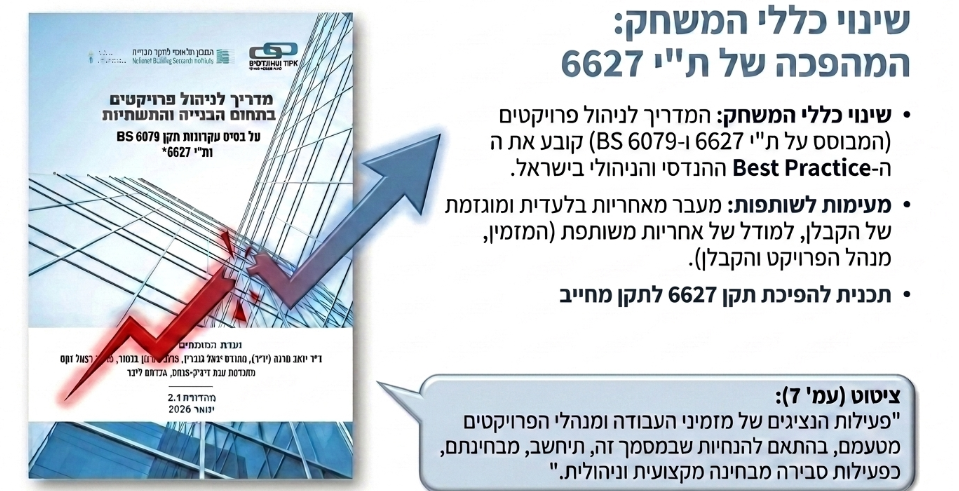 שינוי כללי המשחק:
המהפכה של ת"י 6627
• שינוי כללי המשחק: המדריך לניהול פרויקטים
(המבוסס על ת"י 6627 ו-BS 6079) קובע את ה
ה-Best Practice ההנדסי והניהולי בישראל.
• מעימות לשותפות: מעבר מאחריות בלעדית ומוגזמת
של הקבלן, למודל של אחריות משותפת (המזמין,
מנהל הפרויקט והקבלן).
• תכנית להפיכת תקן 6627 לתקן מחייב
ציטוט (עמ' 7):
"פעילות הנציגים של מזמיני העבודה ומנהלי הפרויקטים
מטעמם, בהתאם להנחיות שבמסמך זה, תיחשב, מבחינתם,
כפעילות סבירה מבחינה מקצועית וניהולית."
National Building Research Institute
מדריך לניהול פרויקטים
בתחום הבנייה והתשתיות
על בסיס עקרונות תקן BS 6079
ות"י 6627*
מהדורה 2.1
ינואר 2026